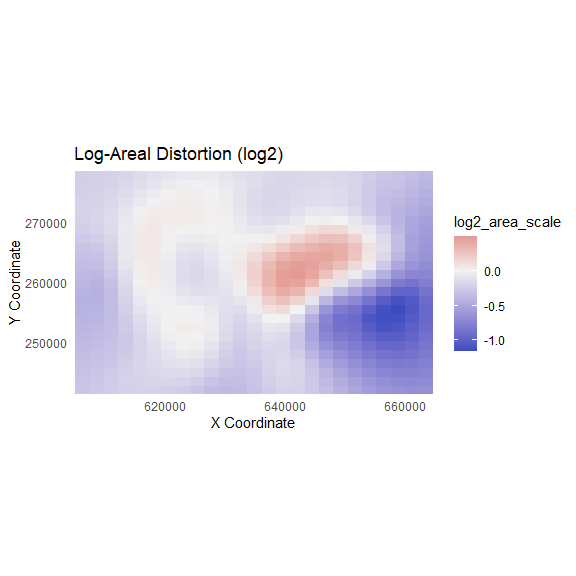 Log-Areal Distortion (log2)
270000
260000
250000
Y Coordinate
620000
640000
660000
X Coordinate
log2_area_scale
0.0
-0.5
-1.0